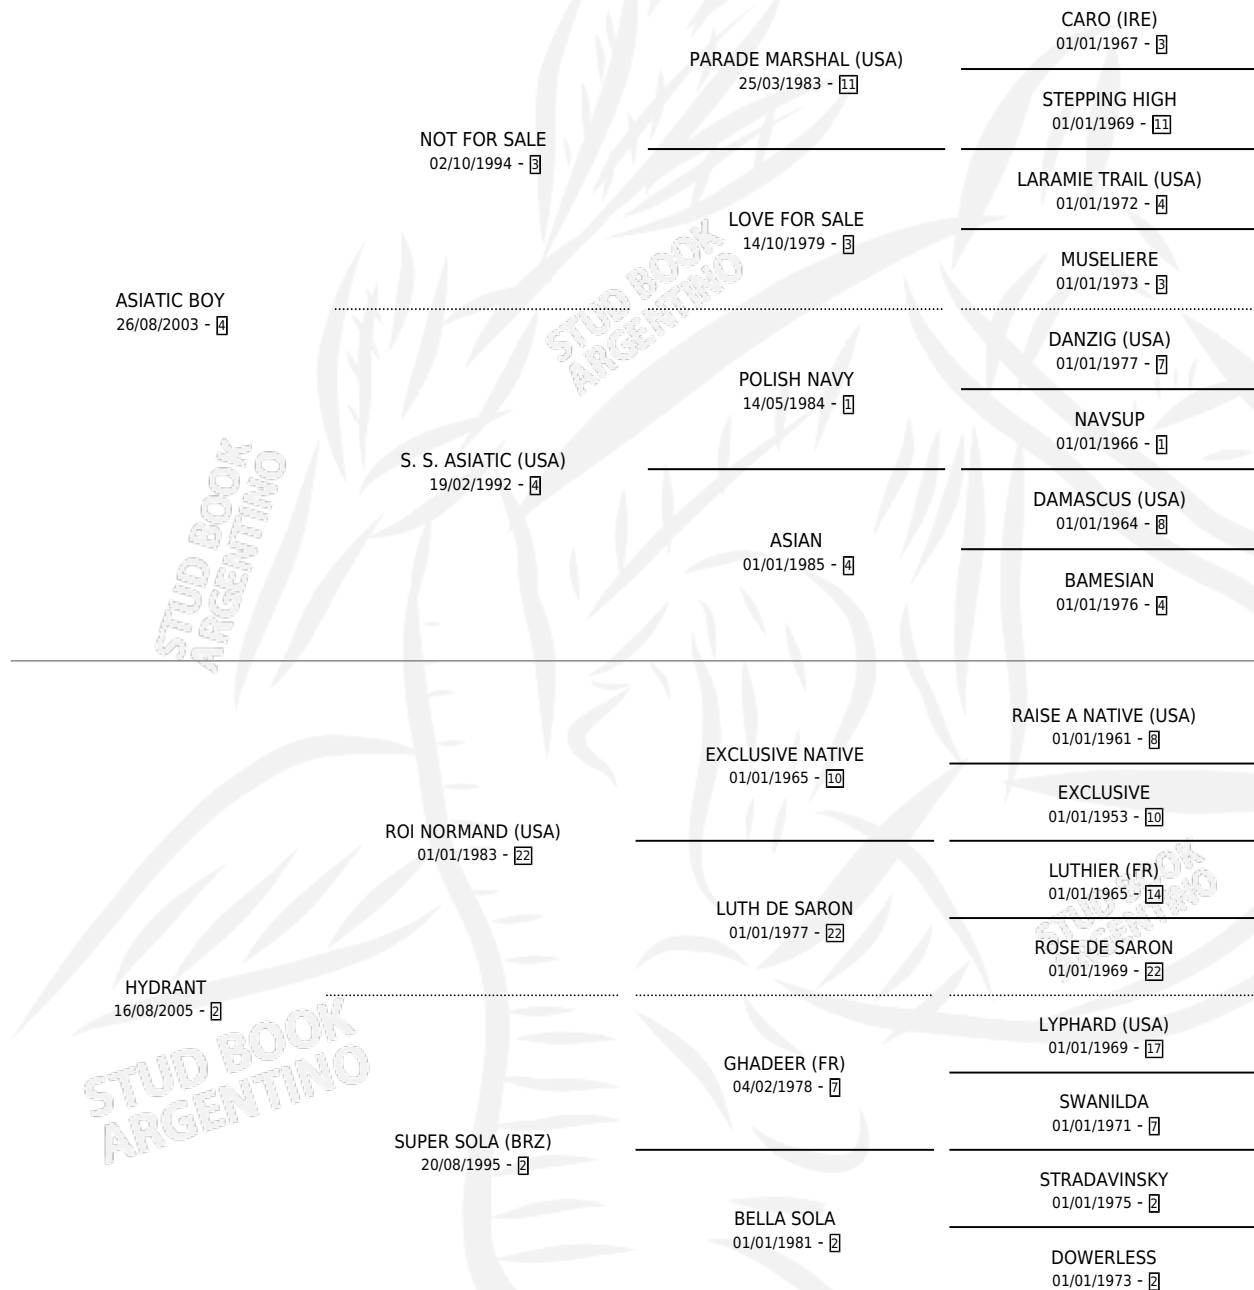 CARO (IRE)
01/01/1967 - 3
PARADE MARSHAL (USA)
25/03/1983 - 11
STEPPING HIGH
01/01/1969 - 11
NOT FOR SALE
02/10/1994 - 3
LARAMIE TRAIL (USA)
01/01/1972 - 4
LOVE FOR SALE
14/10/1979 - 3
MUSELIERE
01/01/1973 - 3
ASIATIC BOY
26/08/2003 - 4
STUD BOOK
ARGENTINO
DANZIG (USA)
01/01/1977 - 7
POLISH NAVY
14/05/1984 - 1
NAVSUP
01/01/1966 - 1
S. S. ASIATIC (USA)
19/02/1992 - 4
DAMASCUS (USA)
01/01/1964 - 8
ASIAN
01/01/1985 - 4
BAMESIAN
01/01/1976 - 4
STUD BOOK
ARGENTINO
RAISE A NATIVE (USA)
01/01/1961 - 8
EXCLUSIVE NATIVE
01/01/1965 - 10
EXCLUSIVE
01/01/1953 - 10
ROI NORMAND (USA)
01/01/1983 - 22
LUTHIER (FR)
01/01/1965 - 14
LUTH DE SARON
01/01/1977 - 22
STUD BOOK
ARGENTINO
ROSE DE SARON
01/01/1969 - 22
HYDRANT
16/08/2005 - 2
STUD BOOK
ARGENTINO
LYPHARD (USA)
01/01/1969 - 17
GHADEER (FR)
04/02/1978 - 7
SWANILDA
01/01/1971 - 7
SUPER SOLA (BRZ)
20/08/1995 - 2
STRADAVINSKY
01/01/1975 - 2
BELLA SOLA
01/01/1981 - 2
DOWERLESS
01/01/1973 - 2